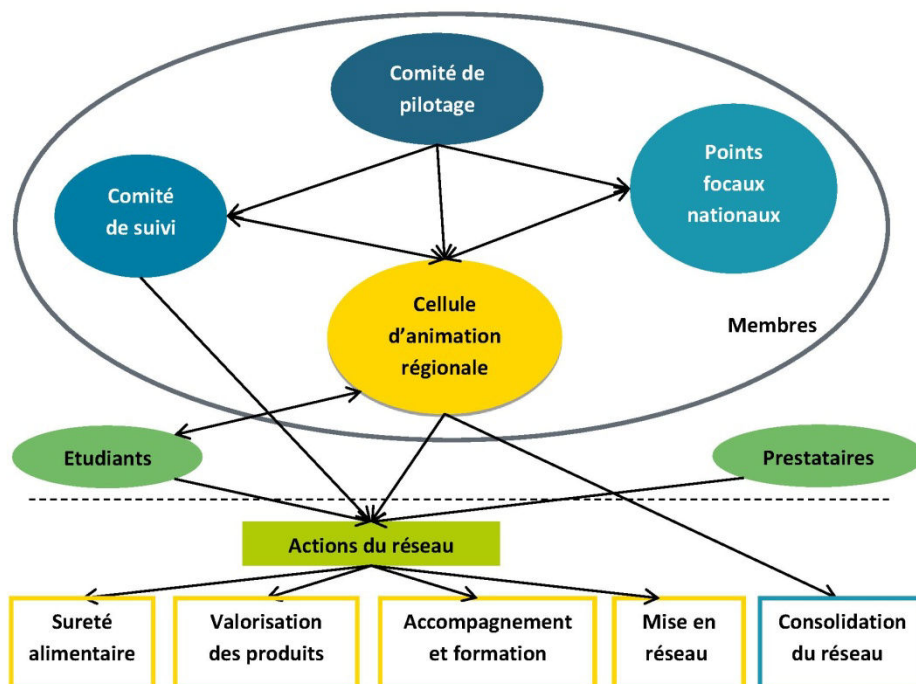 Comité de
pilotage
Points
focaux
nationaux
Comité
de suivi
Cellule
d'animation
régionale
Membres
Etudiants
Prestataires
Actions du réseau
Sureté
alimentaire
Valorisation
des produits
Accompagnement
et formation
Mise en
réseau
Consolidation
du réseau